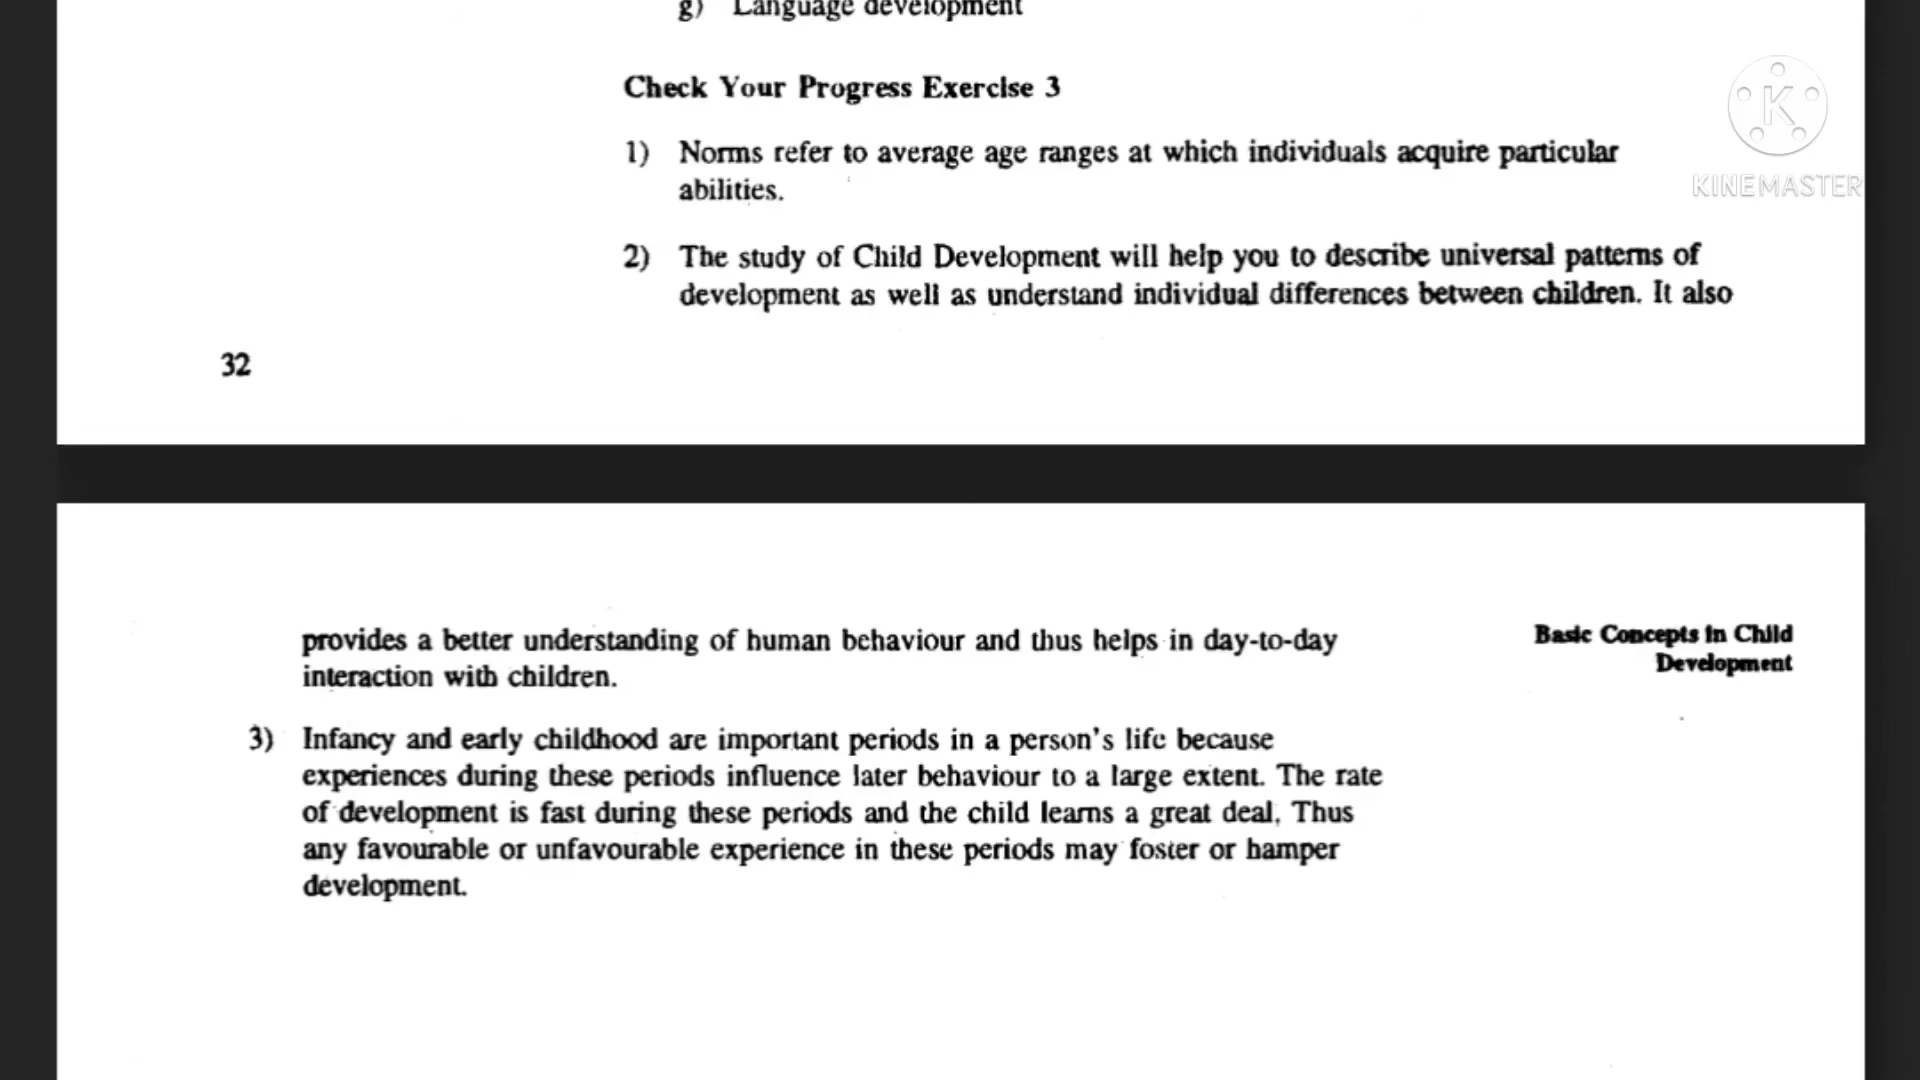 g) Language development
Check Your Progress Exercise 3
1) Norms refer to average age ranges at which individuals acquire particular
abilities.
2) The study of Child Development will help you to describe universal patterns of
development as well as understand individual differences between children. It also
32
K
KINEMASTER
provides a better understanding of human behaviour and thus helps in day-to-day
interaction with children.
Basic Concepts in Child
Development
3) Infancy and early childhood are important periods in a person's life because
experiences during these periods influence later behaviour to a large extent. The rate
of development is fast during these periods and the child learns a great deal. Thus
any favourable or unfavourable experience in these periods may foster or hamper
development.